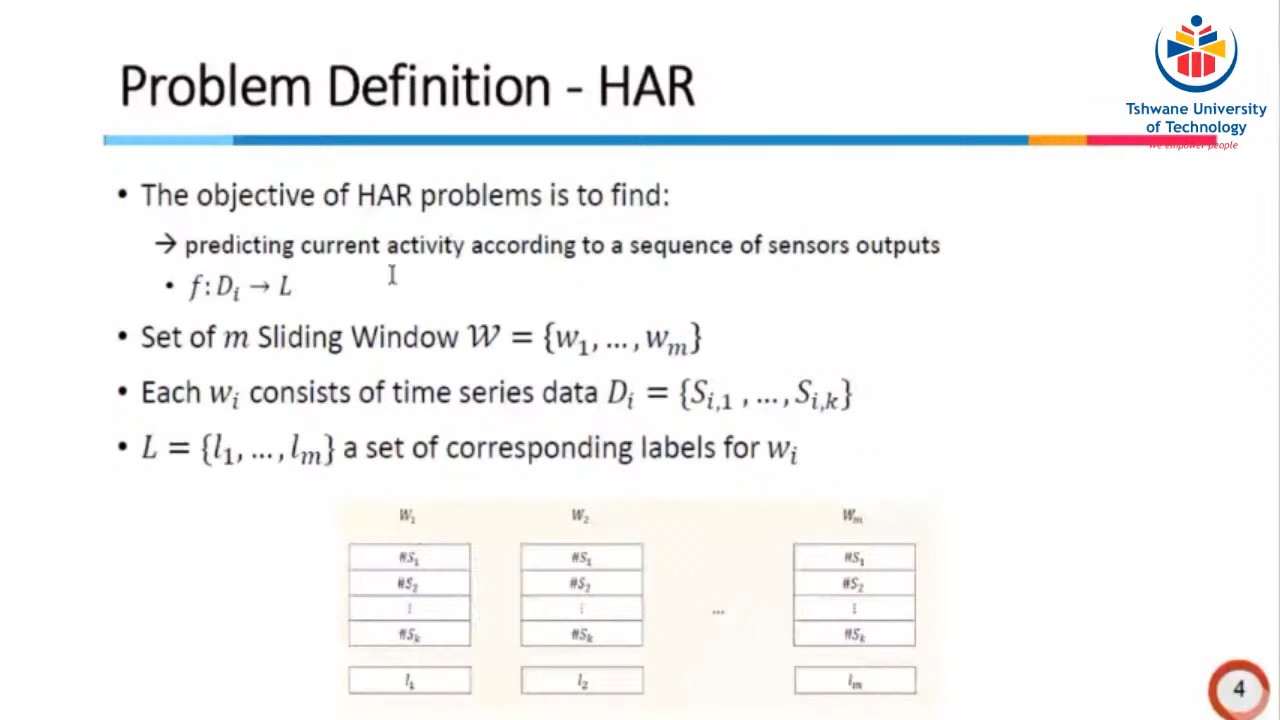 Problem Definition - HAR
Tshwane University
of Technology
We empower people
• The objective of HAR problems is to find:
→ predicting current activity according to a sequence of sensors outputs
• f: Dᵢ → L
• Set of m Sliding Window 𝒲 = {w₁, ..., wₘ}
• Each wᵢ consists of time series data Dᵢ = {Sᵢ,₁ , ..., Sᵢ,ₖ}
• L = {l₁, ..., lₘ} a set of corresponding labels for wᵢ
W₁ W₂ Wₘ
#S₁ #S₁ #S₁
#S₂ #S₂ #S₂
⋮ ⋮ ... ⋮
#Sₖ #Sₖ #Sₖ
l₁ l₂ lₘ
4